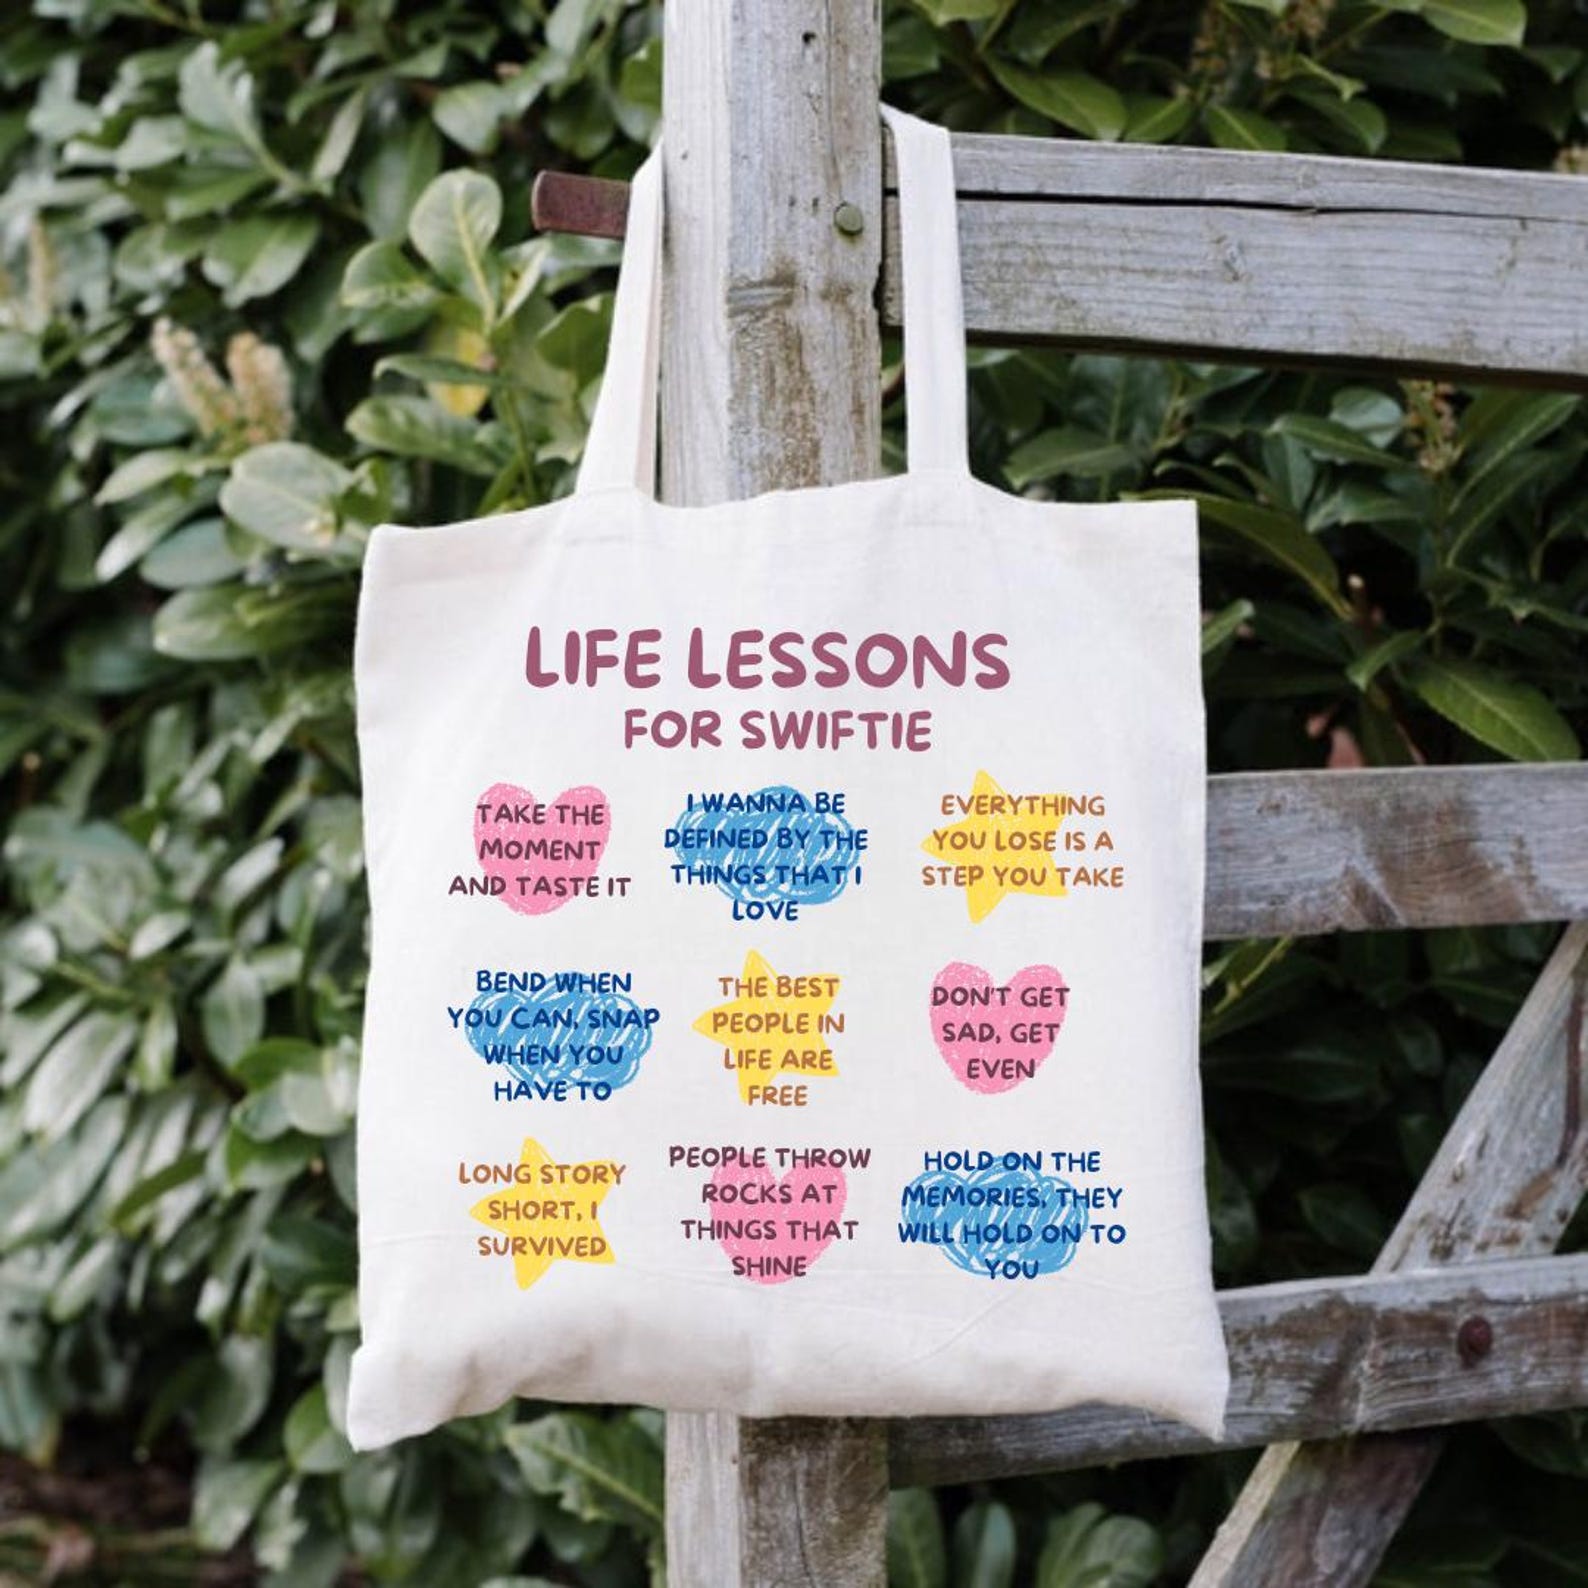 LIFE LESSONS
FOR SWIFTIE
TAKE THE
MOMENT
AND TASTE IT
I WANNA BE
DEFINED BY THE
THINGS THAT I
LOVE
EVERYTHING
YOU LOSE IS A
STEP YOU TAKE
BEND WHEN
YOU CAN, SNAP
WHEN YOU
HAVE TO
THE BEST
PEOPLE IN
LIFE ARE
FREE
DON'T GET
SAD, GET
EVEN
LONG STORY
SHORT, I
SURVIVED
PEOPLE THROW
ROCKS AT
THINGS THAT
SHINE
HOLD ON THE
MEMORIES, THEY
WILL HOLD ON TO
YOU